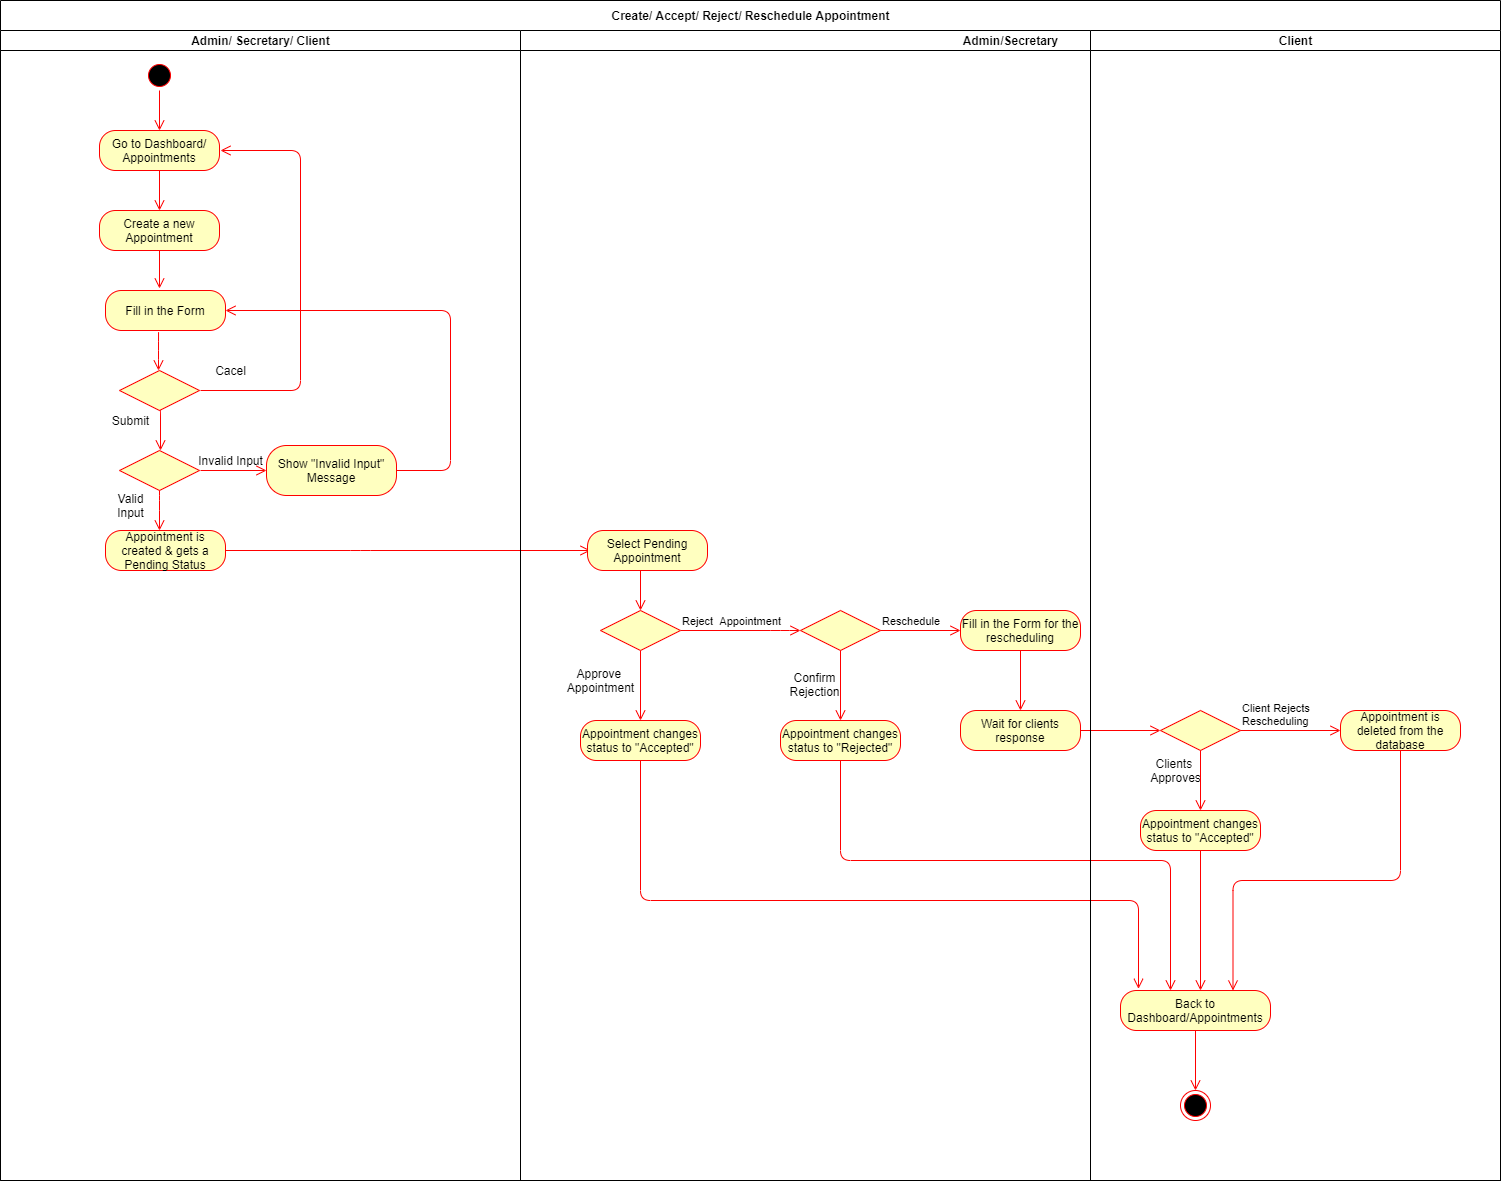 Create/ Accept/ Reject/ Reschedule Appointment
Admin/ Secretary/ Client
Admin/Secretary
Client
Go to Dashboard/
Appointments
Create a new
Appointment
Fill in the Form
Cacel
Submit
Invalid Input
Show "Invalid Input"
Message
Valid
Input
Appointment is
created & gets a
Pending Status
Select Pending
Appointment
Reject  Appointment
Reschedule
Fill in the Form for the
rescheduling
Approve
Appointment
Confirm
Rejection
Appointment changes
status to "Accepted"
Appointment changes
status to "Rejected"
Wait for clients
response
Client Rejects
Rescheduling
Appointment is
deleted from the
database
Clients
Approves
Appointment changes
status to "Accepted"
Back to
Dashboard/Appointments